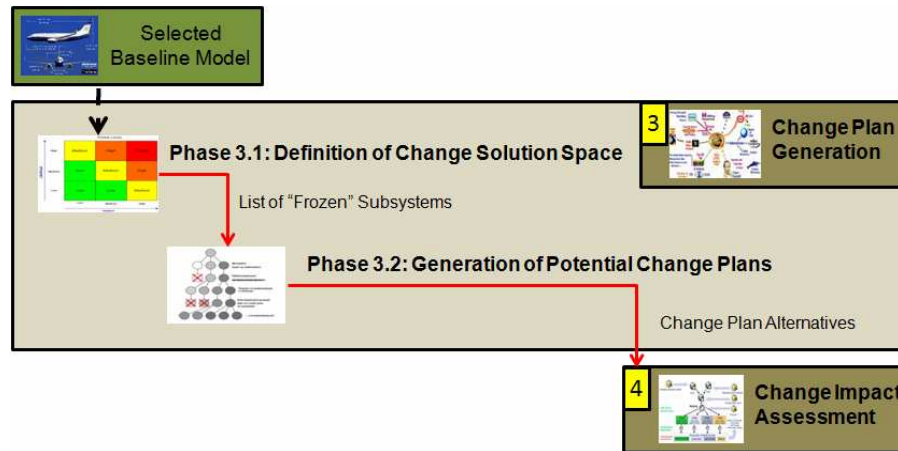 Selected
Baseline Model
3
Change Plan
Generation
Phase 3.1: Definition of Change Solution Space
List of “Frozen” Subsystems
Phase 3.2: Generation of Potential Change Plans
Change Plan Alternatives
4
Change Impact
Assessment